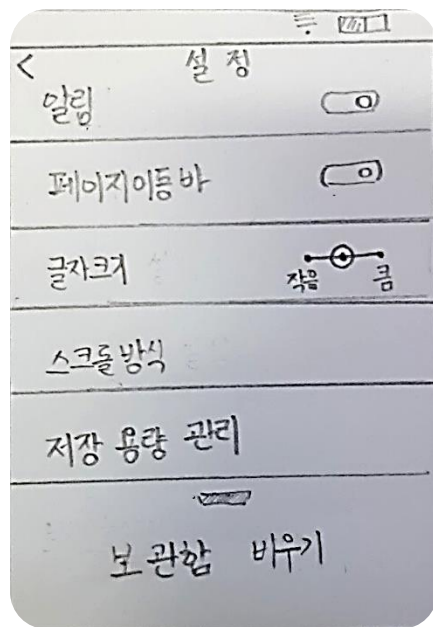 <
설정
알림
페이지이동바
글자크기
작음 큼
스크롤방식
저장 용량 관리
보관함 비우기